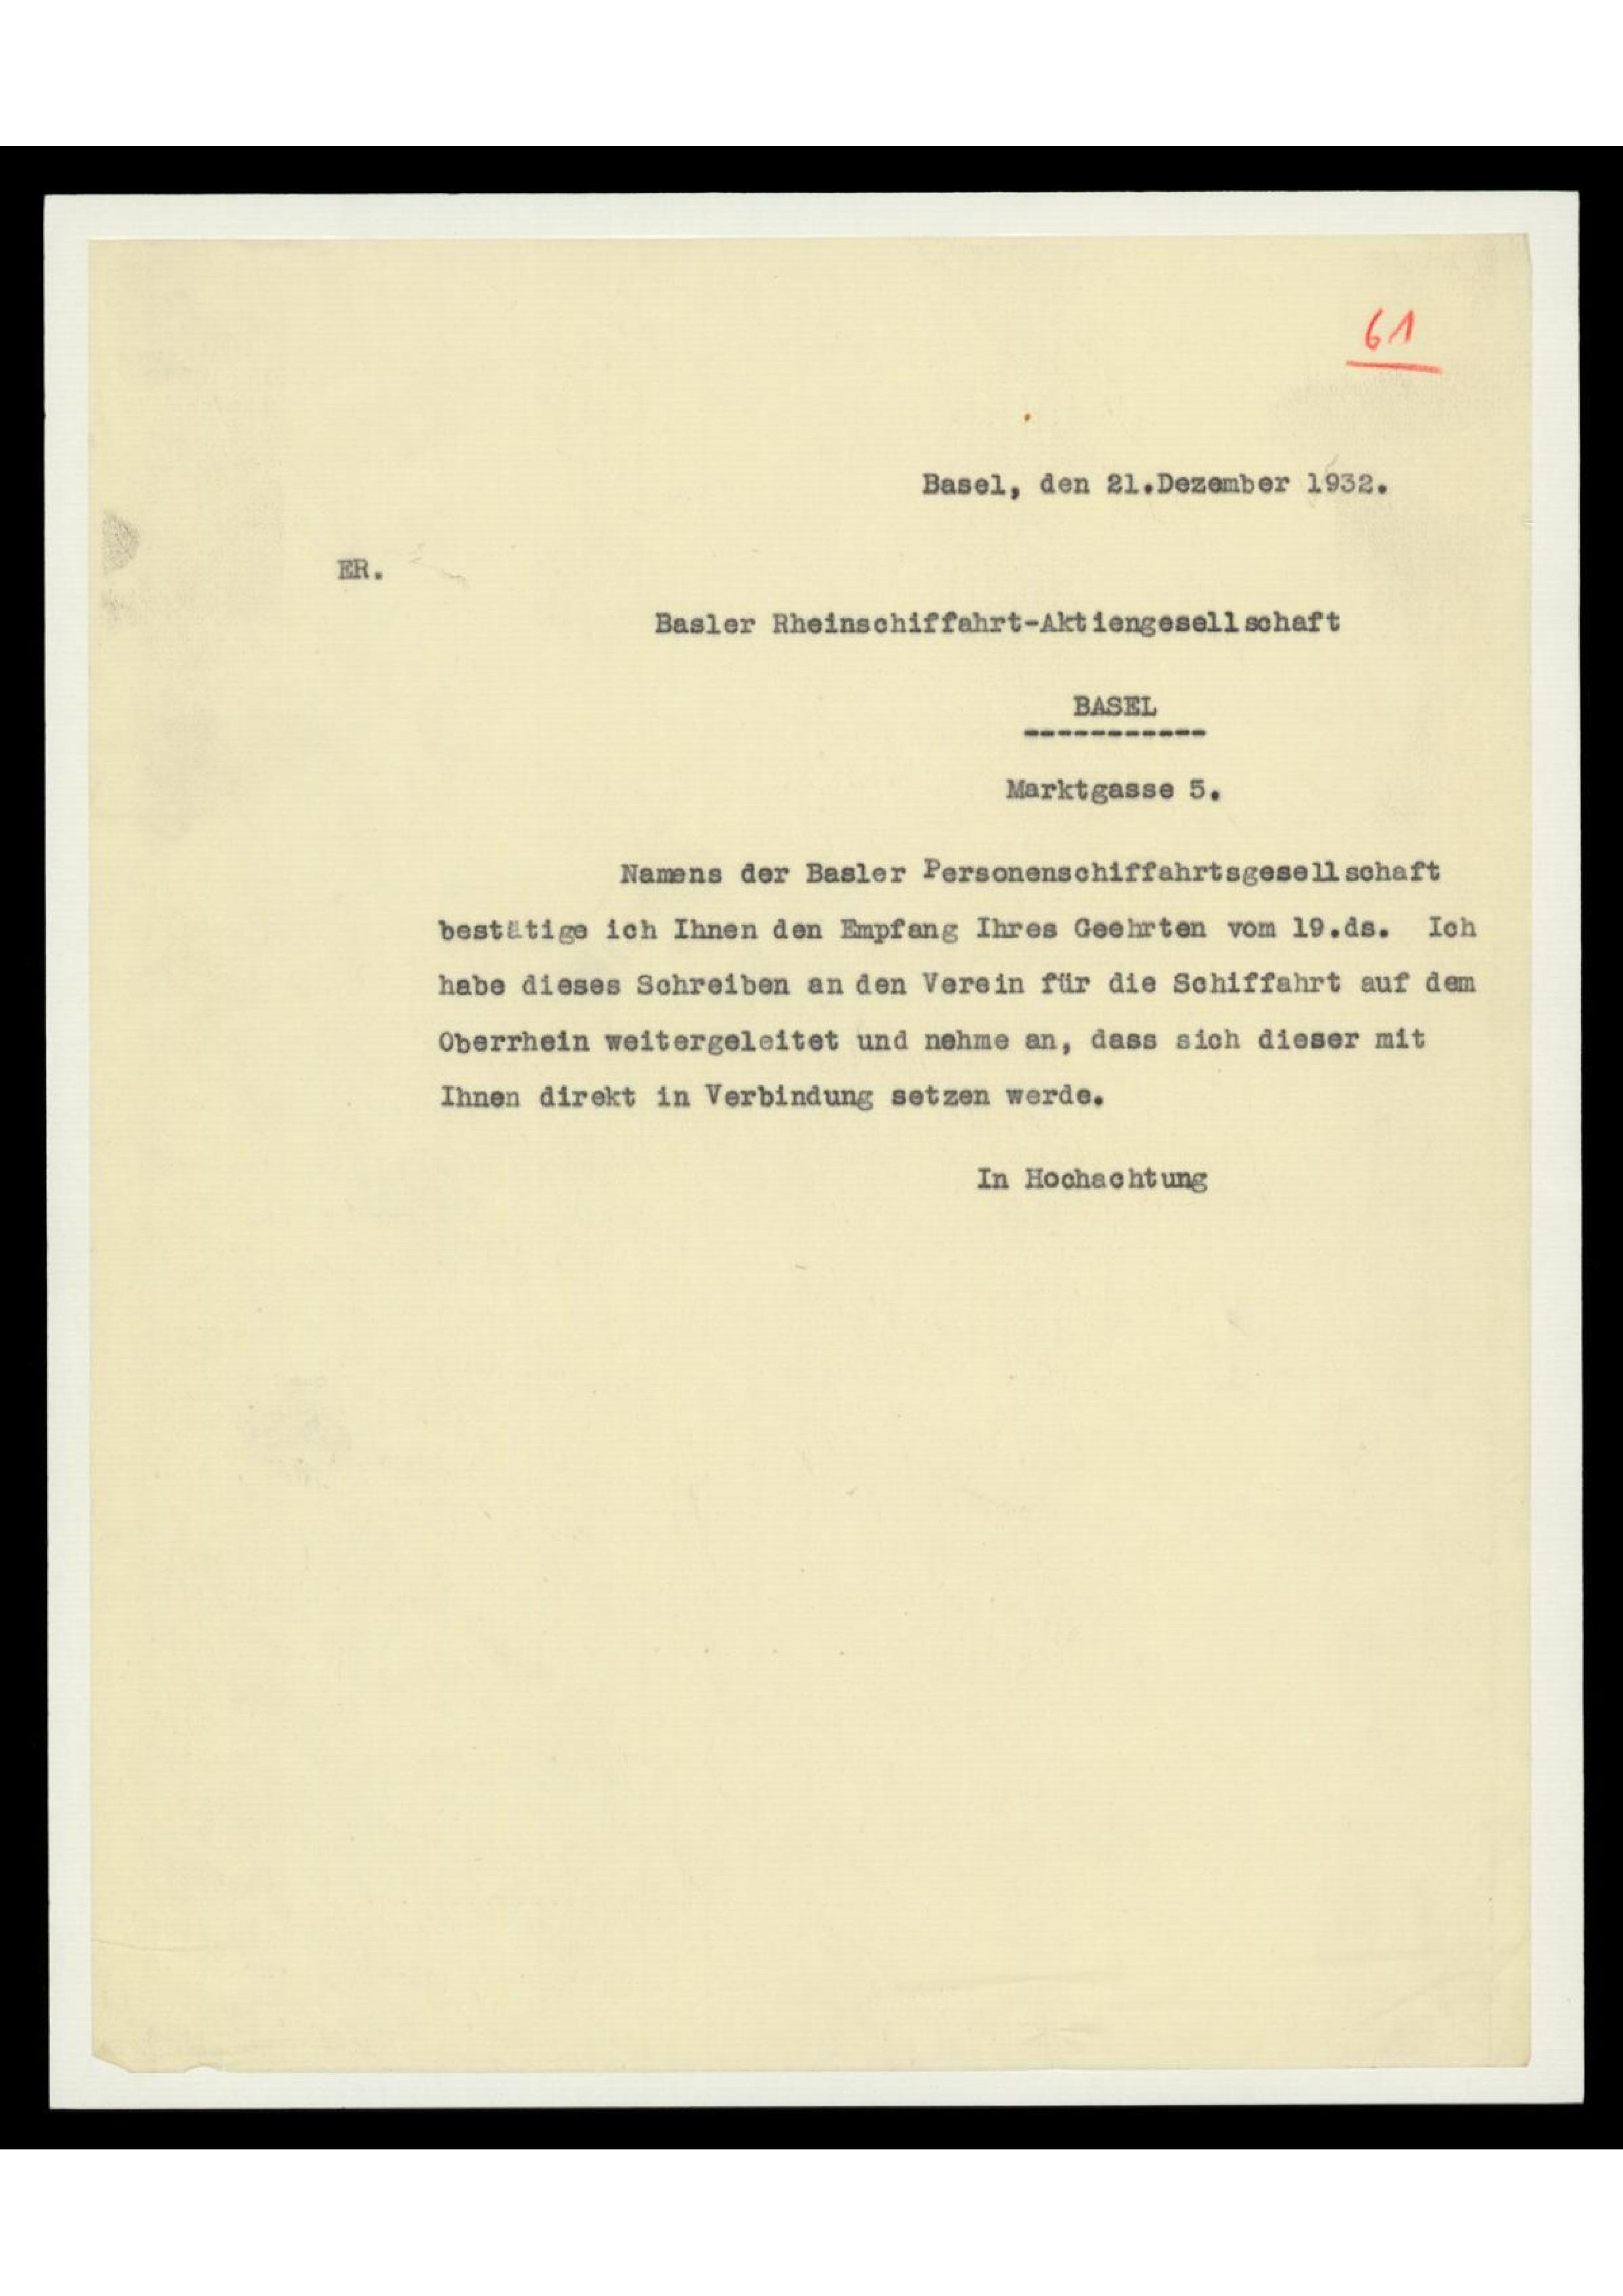 61
Basel, den 21.Dezember 1932.
ER.
Basler Rheinschiffahrt-Aktiengesellschaft
BASEL
-----------
Marktgasse 5.
Namens der Basler Personenschiffahrtsgesellschaft
bestätige ich Ihnen den Empfang Ihres Geehrten vom 19.ds. Ich
habe dieses Schreiben an den Verein für die Schiffahrt auf dem
Oberrhein weitergeleitet und nehme an, dass sich dieser mit
Ihnen direkt in Verbindung setzen werde.
In Hochachtung